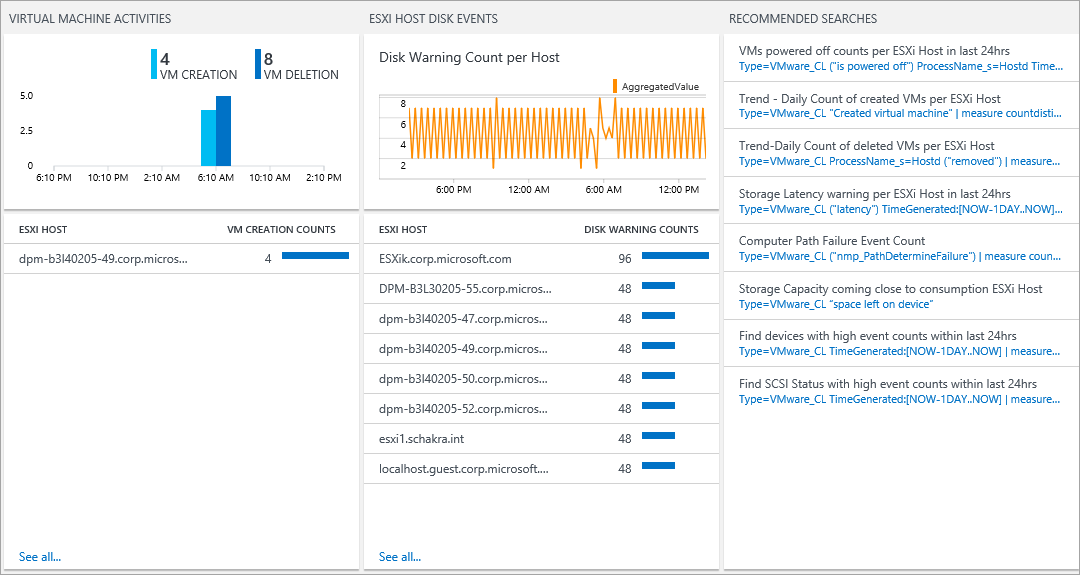 VIRTUAL MACHINE ACTIVITIES
4
VM CREATION
8
VM DELETION
5.0
2.5
0
6:10 PM 10:10 PM 2:10 AM 6:10 AM 10:10 AM 2:10 PM
ESXI HOST VM CREATION COUNTS
dpm-b3l40205-49.corp.micros... 4
See all...
ESXI HOST DISK EVENTS
Disk Warning Count per Host
AggregatedValue
8
6
4
2
6:00 PM 12:00 AM 6:00 AM 12:00 PM
ESXI HOST DISK WARNING COUNTS
ESXik.corp.microsoft.com 96
DPM-B3L30205-55.corp.micros... 48
dpm-b3l40205-47.corp.micros... 48
dpm-b3l40205-49.corp.micros... 48
dpm-b3l40205-50.corp.micros... 48
dpm-b3l40205-52.corp.micros... 48
esxi1.schakra.int 48
localhost.guest.corp.microsoft.... 48
See all...
RECOMMENDED SEARCHES
VMs powered off counts per ESXi Host in last 24hrs
Type=VMware_CL ("is powered off") ProcessName_s=Hostd Time...
Trend - Daily Count of created VMs per ESXi Host
Type=VMware_CL "Created virtual machine" | measure countdisti...
Trend-Daily Count of deleted VMs per ESXi Host
Type=VMware_CL ProcessName_s=Hostd ("removed") | measure...
Storage Latency warning per ESXi Host in last 24hrs
Type=VMware_CL ("latency") TimeGenerated:[NOW-1DAY..NOW]...
Computer Path Failure Event Count
Type=VMware_CL ("nmp_PathDetermineFailure") | measure coun...
Storage Capacity coming close to consumption ESXi Host
Type=VMware_CL "space left on device"
Find devices with high event counts within last 24hrs
Type=VMware_CL TimeGenerated:[NOW-1DAY..NOW] | measure...
Find SCSI Status with high event counts within last 24hrs
Type=VMware_CL TimeGenerated:[NOW-1DAY..NOW] | measure...